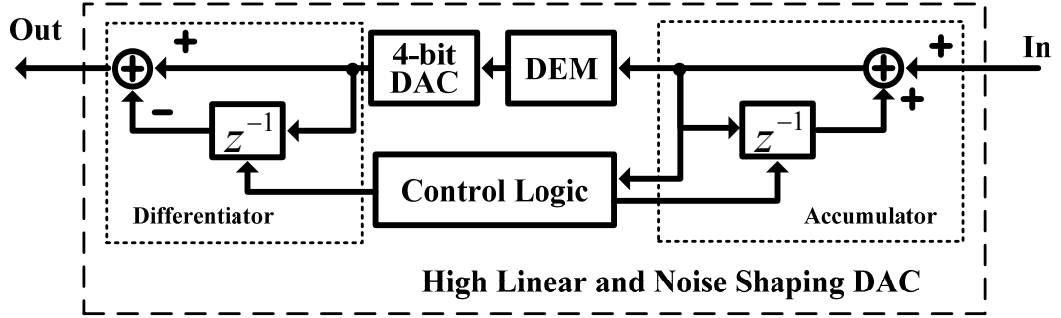 Out
+
4-bit
DAC
DEM
+
In
+
−
z⁻¹
z⁻¹
Control Logic
Differentiator
Accumulator
High Linear and Noise Shaping DAC